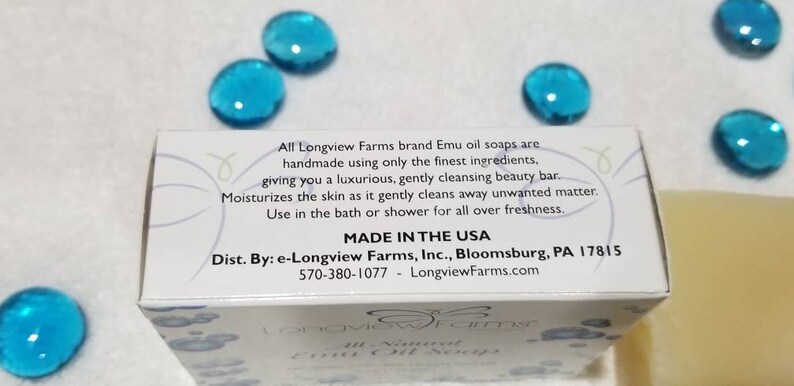 All Longview Farms brand Emu oil soaps are
handmade using only the finest ingredients,
giving you a luxurious, gently cleansing beauty bar.
Moisturizes the skin as it gently cleans away unwanted matter.
Use in the bath or shower for all over freshness.
MADE IN THE USA
Dist. By: e-Longview Farms, Inc., Bloomsburg, PA 17815
570-380-1077 - LongviewFarms.com
Longview Farms
All Natural
Emu Oil Soap